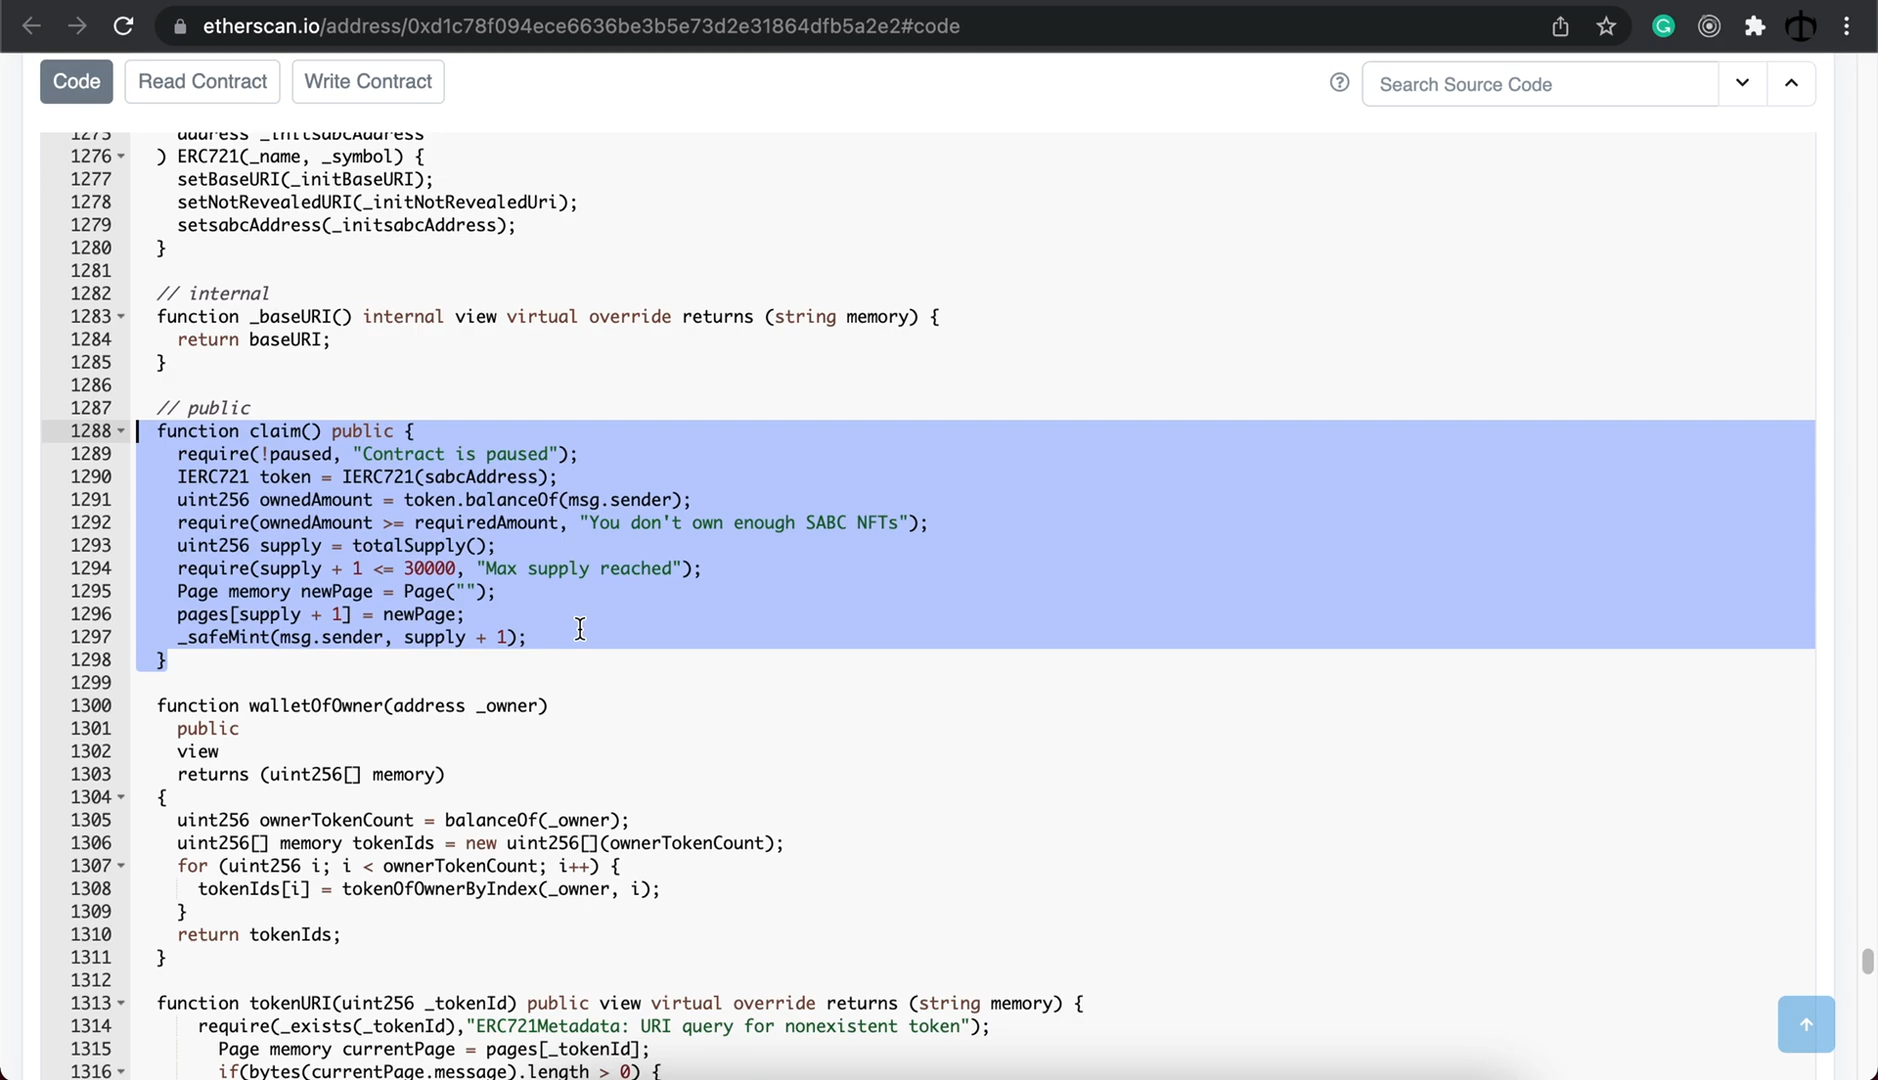 etherscan.io/address/0xd1c78f094ece6636be3b5e73d2e31864dfb5a2e2#code
Code Read Contract Write Contract Search Source Code
1275 address _initsabcAddress
1276 ) ERC721(_name, _symbol) {
1277 setBaseURI(_initBaseURI);
1278 setNotRevealedURI(_initNotRevealedUri);
1279 setsabcAddress(_initsabcAddress);
1280 }
1281
1282 // internal
1283 function _baseURI() internal view virtual override returns (string memory) {
1284 return baseURI;
1285 }
1286
1287 // public
1288 function claim() public {
1289 require(!paused, "Contract is paused");
1290 IERC721 token = IERC721(sabcAddress);
1291 uint256 ownedAmount = token.balanceOf(msg.sender);
1292 require(ownedAmount >= requiredAmount, "You don't own enough SABC NFTs");
1293 uint256 supply = totalSupply();
1294 require(supply + 1 <= 30000, "Max supply reached");
1295 Page memory newPage = Page("");
1296 pages[supply + 1] = newPage;
1297 _safeMint(msg.sender, supply + 1);
1298 }
1299
1300 function walletOfOwner(address _owner)
1301 public
1302 view
1303 returns (uint256[] memory)
1304 {
1305 uint256 ownerTokenCount = balanceOf(_owner);
1306 uint256[] memory tokenIds = new uint256[](ownerTokenCount);
1307 for (uint256 i; i < ownerTokenCount; i++) {
1308 tokenIds[i] = tokenOfOwnerByIndex(_owner, i);
1309 }
1310 return tokenIds;
1311 }
1312
1313 function tokenURI(uint256 _tokenId) public view virtual override returns (string memory) {
1314 require(_exists(_tokenId),"ERC721Metadata: URI query for nonexistent token");
1315 Page memory currentPage = pages[_tokenId];
1316 if(bytes(currentPage.message).length > 0) {